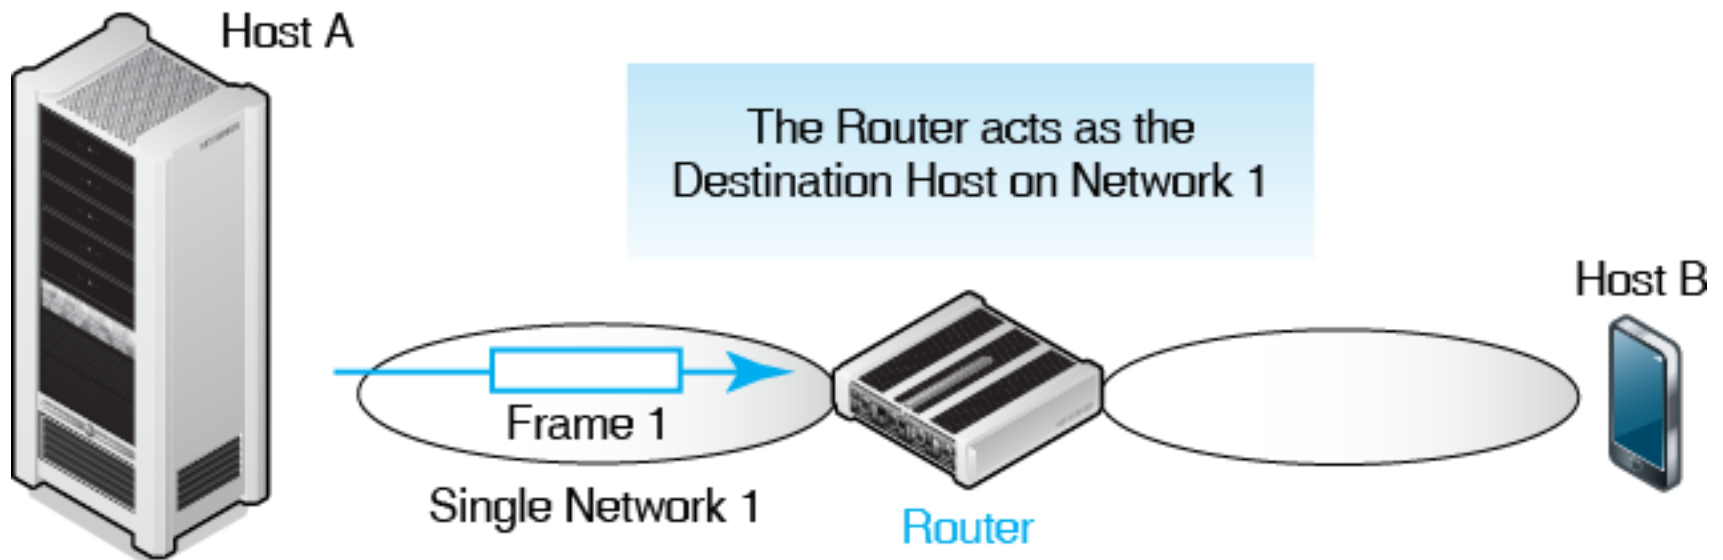 Host A
The Router acts as the
Destination Host on Network 1
Host B
Frame 1
Single Network 1
Router